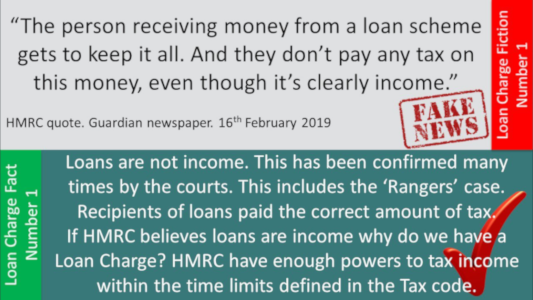 “The person receiving money from a loan scheme
gets to keep it all. And they don’t pay any tax on
this money, even though it’s clearly income.”
HMRC quote. Guardian newspaper. 16th February 2019
FAKE
NEWS
Loan Charge Fiction
Number 1
Loan Charge Fact
Number 1
Loans are not income. This has been confirmed many
times by the courts. This includes the ‘Rangers’ case.
Recipients of loans paid the correct amount of tax.
If HMRC believes loans are income why do we have a
Loan Charge? HMRC have enough powers to tax income
within the time limits defined in the Tax code.